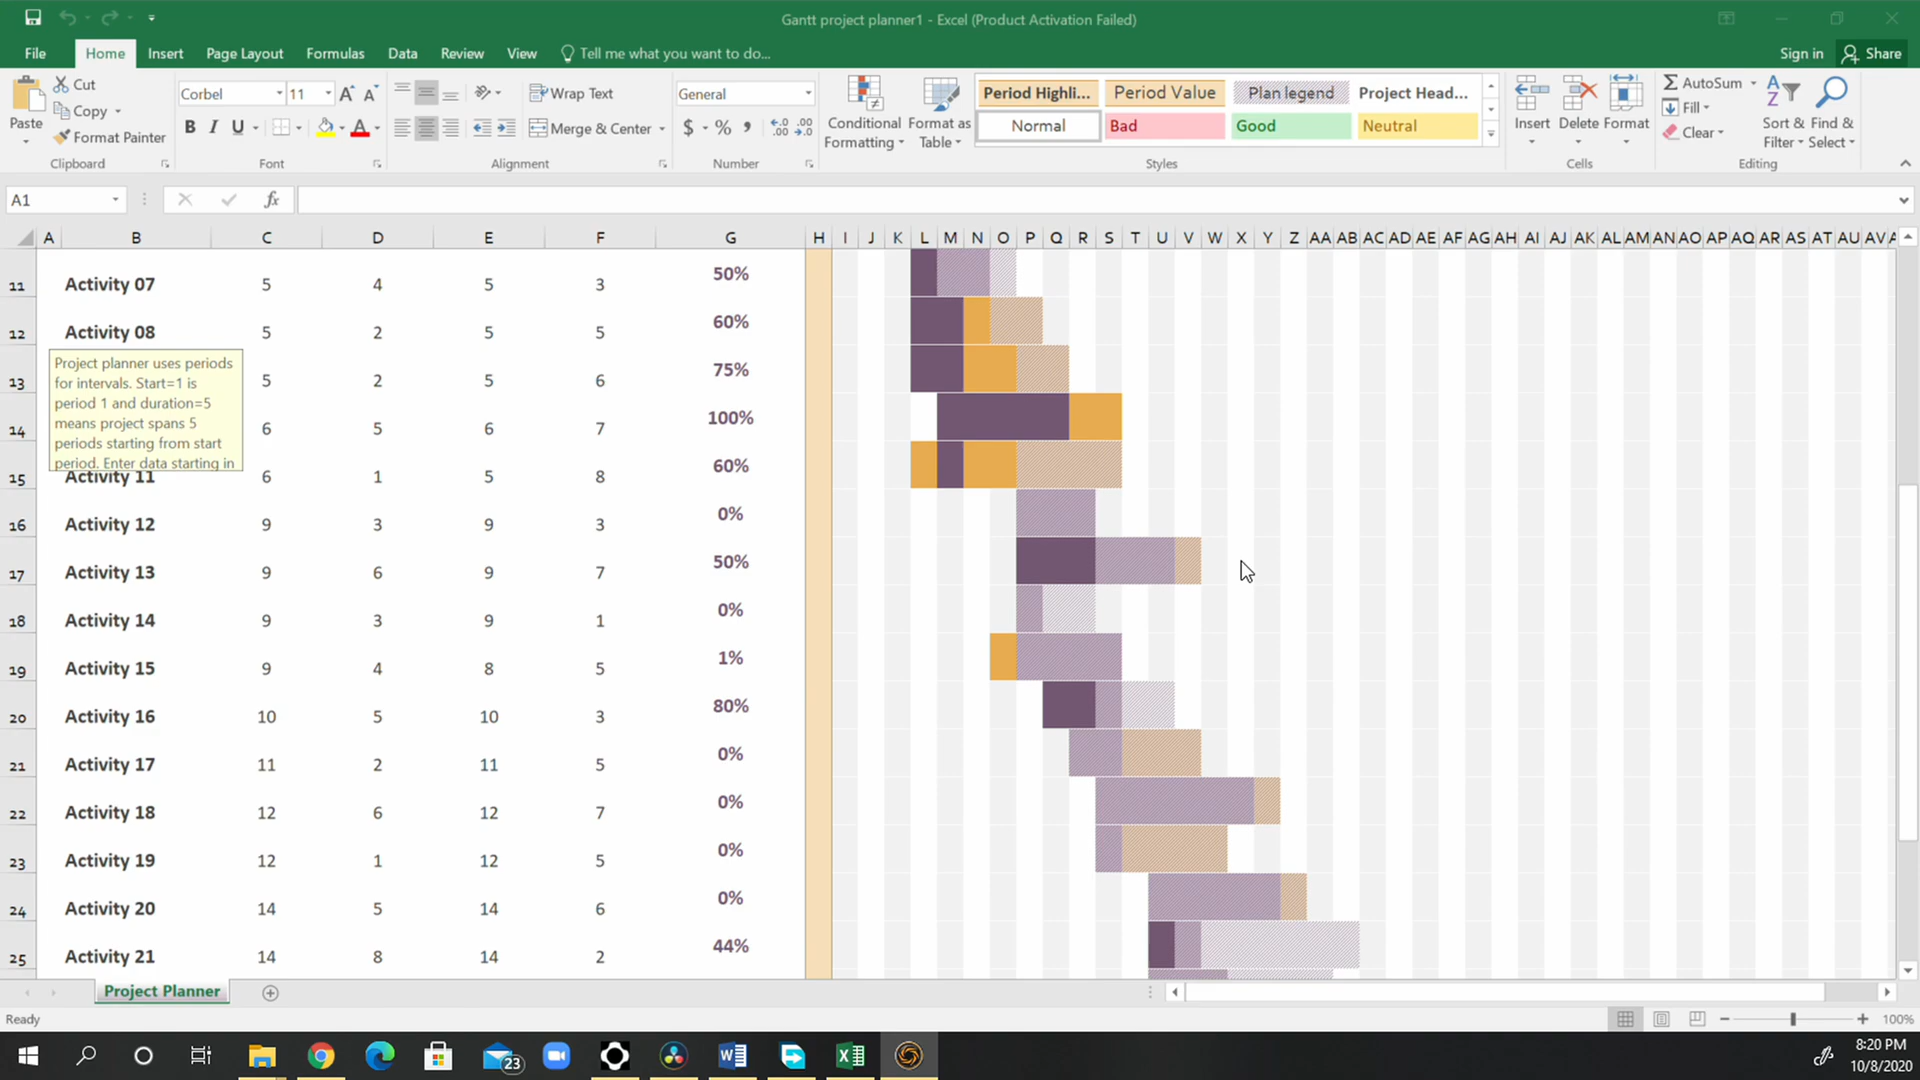 Gantt project planner1 - Excel (Product Activation Failed)
File Home Insert Page Layout Formulas Data Review View Tell me what you want to do... Sign in Share
Paste Cut Copy Format Painter Clipboard
Corbel 11 A A B I U A Font
Wrap Text Merge & Center Alignment
General $ % , Number
Conditional Formatting Format as Table
Period Highli... Period Value Plan legend Project Head...
Normal Bad Good Neutral
Styles
Insert Delete Format Cells
AutoSum Fill Clear Sort & Filter Find & Select Editing
A1 fx
A B C D E F G H I J K L M N O P Q R S T U V W X Y Z AA AB AC AD AE AF AG AH AI AJ AK AL AM AN AO AP AQ AR AS AT AU AV
11 Activity 07 5 4 5 3 50%
12 Activity 08 5 2 5 5 60%
Project planner uses periods
for intervals. Start=1 is
period 1 and duration=5
means project spans 5
periods starting from start
period. Enter data starting in
13 5 2 5 6 75%
14 6 5 6 7 100%
15 Activity 11 6 1 5 8 60%
16 Activity 12 9 3 9 3 0%
17 Activity 13 9 6 9 7 50%
18 Activity 14 9 3 9 1 0%
19 Activity 15 9 4 8 5 1%
20 Activity 16 10 5 10 3 80%
21 Activity 17 11 2 11 5 0%
22 Activity 18 12 6 12 7 0%
23 Activity 19 12 1 12 5 0%
24 Activity 20 14 5 14 6 0%
25 Activity 21 14 8 14 2 44%
Project Planner
Ready 100%
23
8:20 PM
10/8/2020